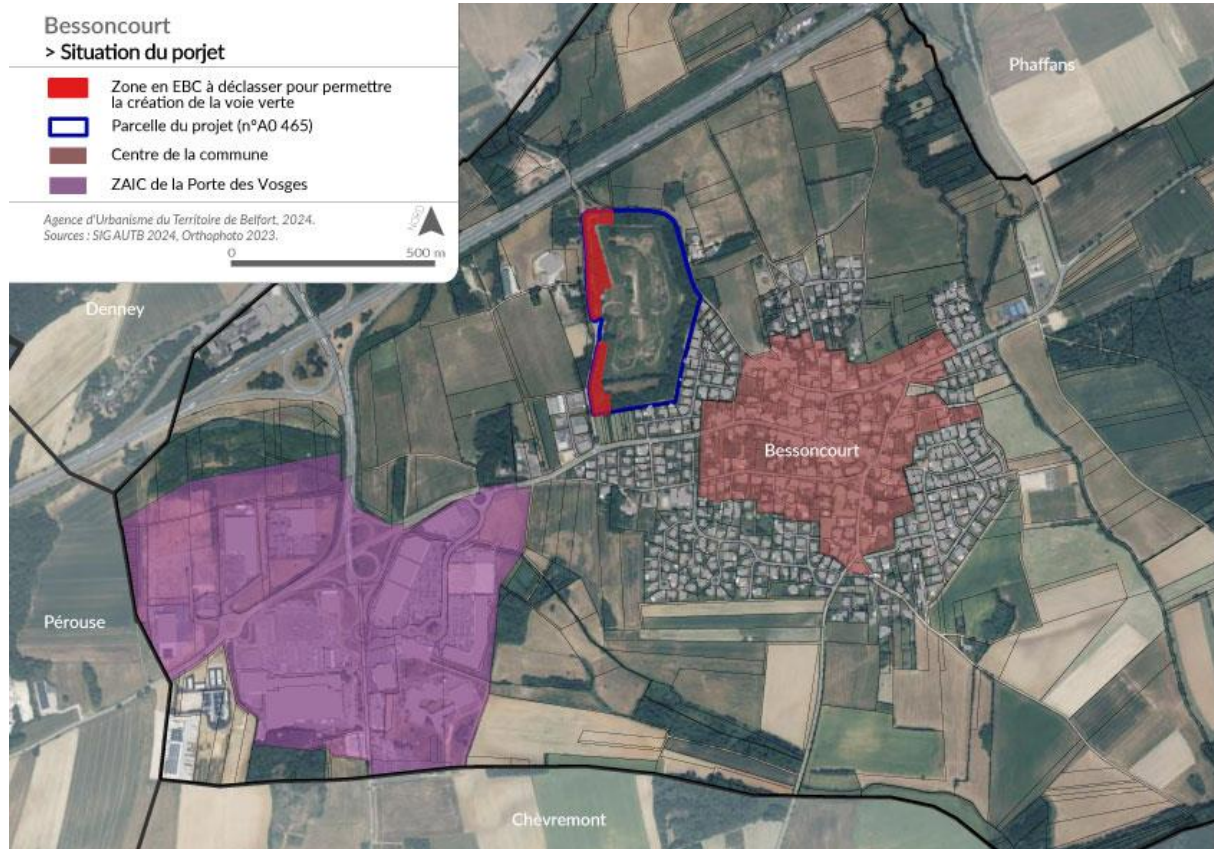 Bessoncourt
> Situation du porjet
Zone en EBC à déclasser pour permettre
la création de la voie verte
Parcelle du projet (n°A0 465)
Centre de la commune
ZAIC de la Porte des Vosges
Agence d'Urbanisme du Territoire de Belfort, 2024.
Sources : SIG AUTB 2024, Orthophoto 2023.
NORD
0 500 m
Phaffans
Denney
Bessoncourt
Pérouse
Chèvremont